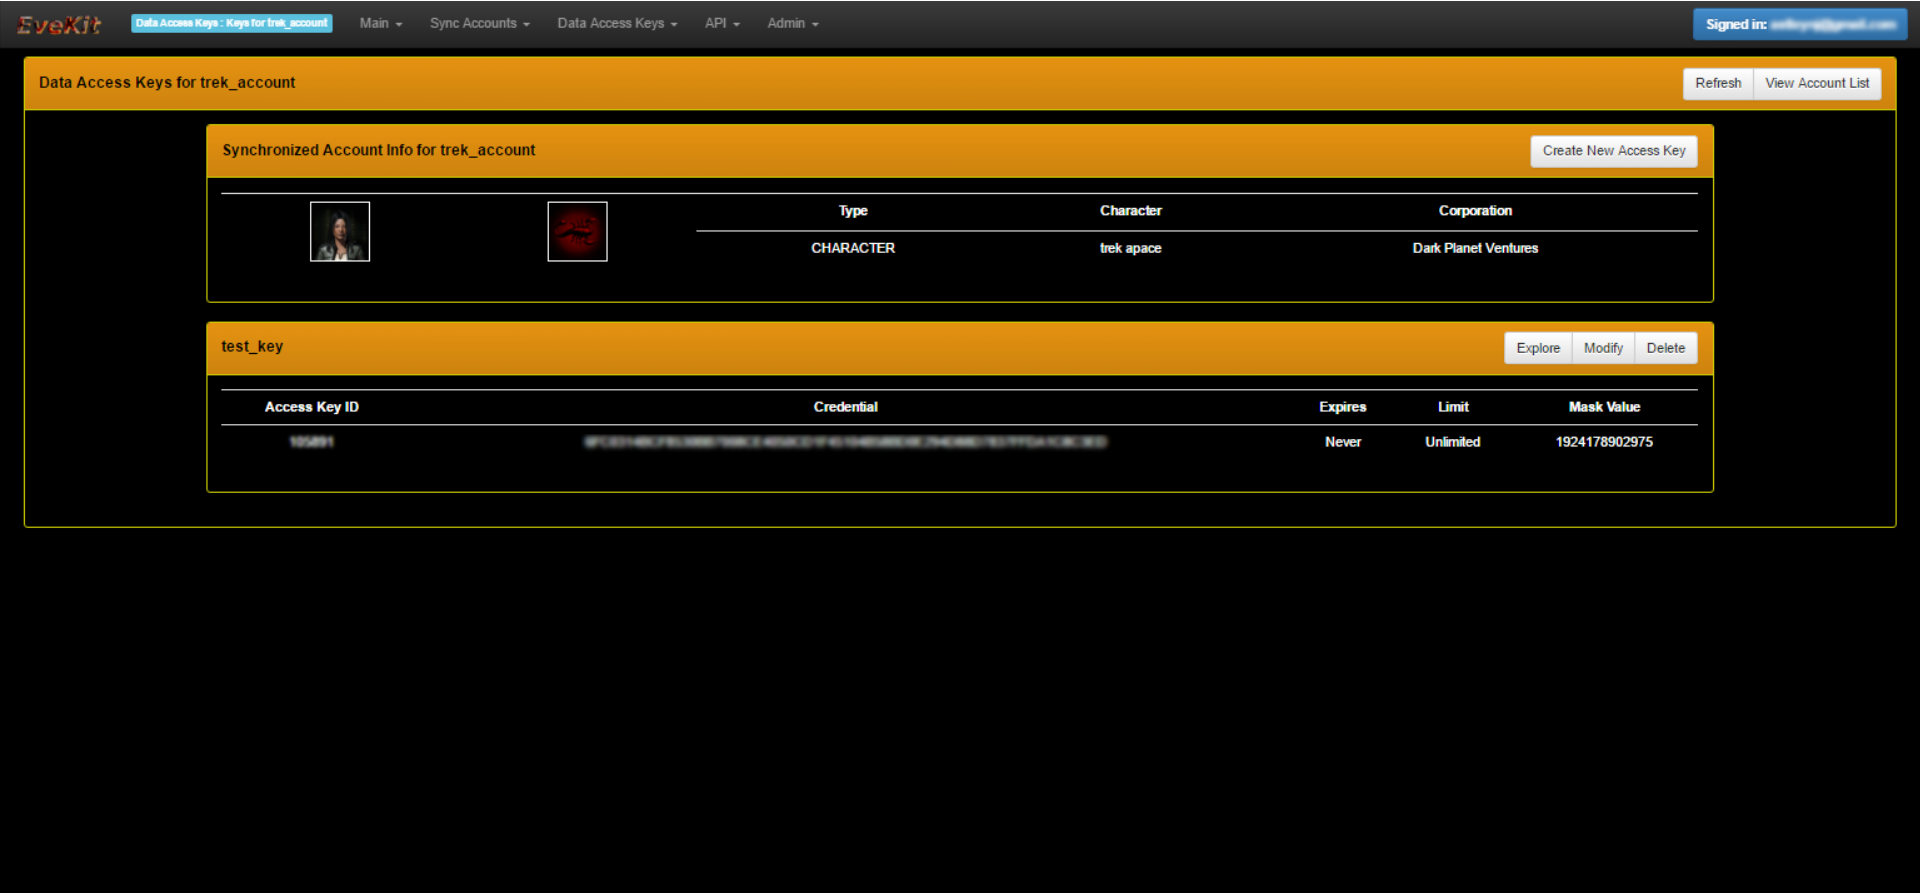 EveKit Data Access Keys : Keys for trek_account Main Sync Accounts Data Access Keys API Admin Signed in:
Data Access Keys for trek_account Refresh View Account List
Synchronized Account Info for trek_account Create New Access Key
Type Character Corporation
CHARACTER trek apace Dark Planet Ventures
test_key Explore Modify Delete
Access Key ID Credential Expires Limit Mask Value
Never Unlimited 1924178902975